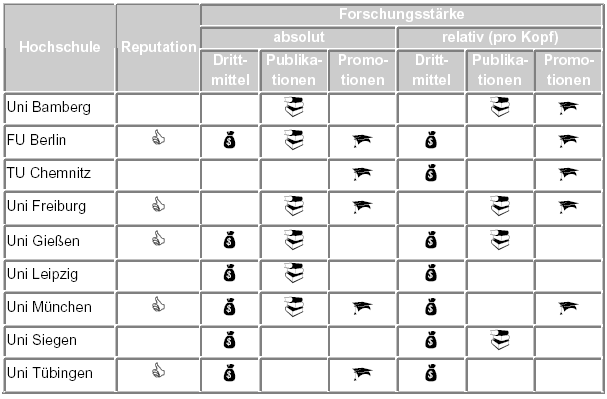 Forschungsstärke
Hochschule Reputation absolut relativ (pro Kopf)
Dritt- Publika- Promo- Dritt- Publika- Promo-
mittel tionen tionen mittel tionen tionen
Uni Bamberg
FU Berlin
TU Chemnitz
Uni Freiburg
Uni Gießen
Uni Leipzig
Uni München
Uni Siegen
Uni Tübingen